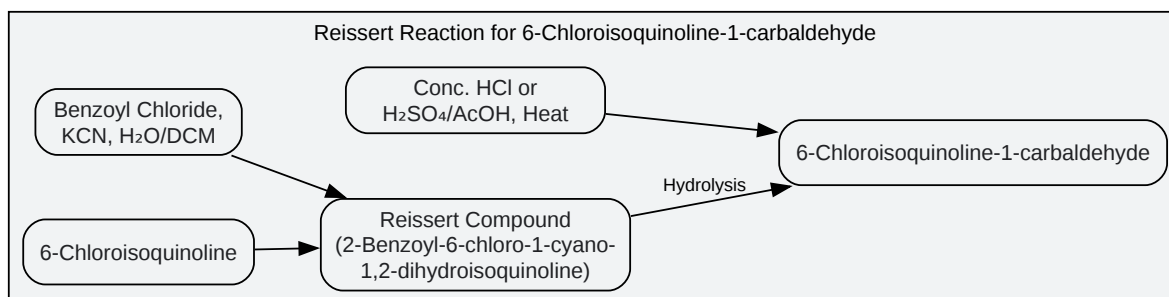 Reissert Reaction for 6-Chloroisoquinoline-1-carbaldehyde
Benzoyl Chloride,
KCN, H₂O/DCM
Conc. HCl or
H₂SO₄/AcOH, Heat
6-Chloroisoquinoline-1-carbaldehyde
Hydrolysis
6-Chloroisoquinoline
Reissert Compound
(2-Benzoyl-6-chloro-1-cyano-
1,2-dihydroisoquinoline)